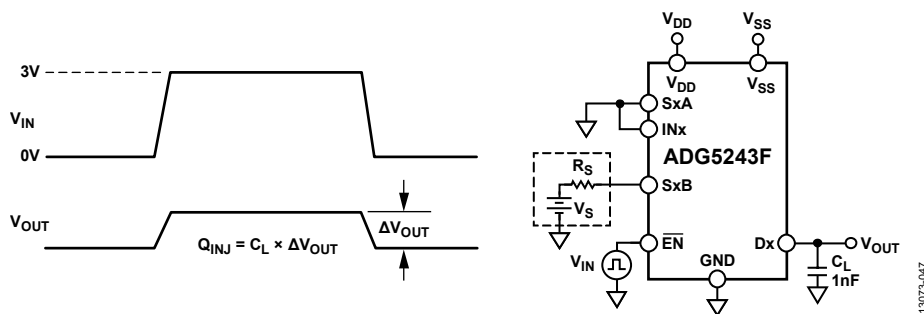 3V
VIN
0V
VOUT
ΔVOUT
QINJ = CL × ΔVOUT
VDD
VSS
VDD
VSS
SxA
INx
ADG5243F
RS
SxB
VS
EN
Dx
VOUT
VIN
GND
CL
1nF
13073-047